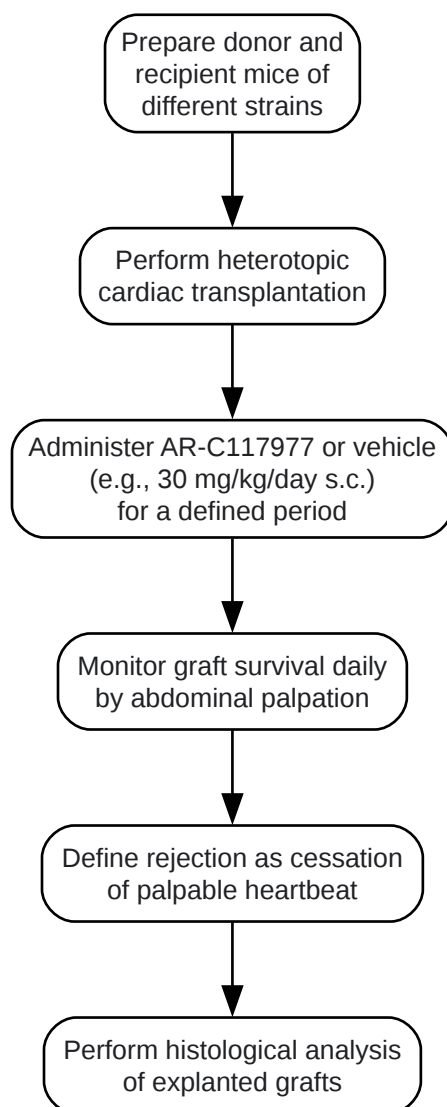 Prepare donor and
recipient mice of
different strains
Perform heterotopic
cardiac transplantation
Administer AR-C117977 or vehicle
(e.g., 30 mg/kg/day s.c.)
for a defined period
Monitor graft survival daily
by abdominal palpation
Define rejection as cessation
of palpable heartbeat
Perform histological analysis
of explanted grafts